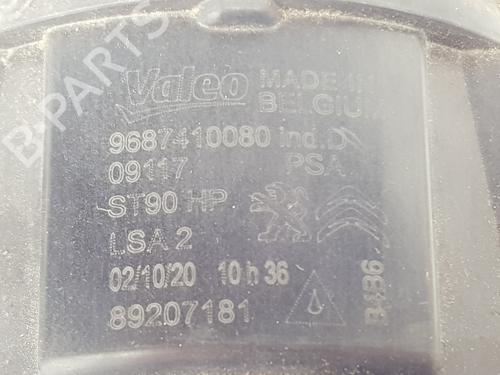 B-PARTS
Valeo MADE IN
BELGIUM
9687410080 Ind.D
09117 PSA
ST90 HP
LSA 2
02/10/20 10 h 36
89207181